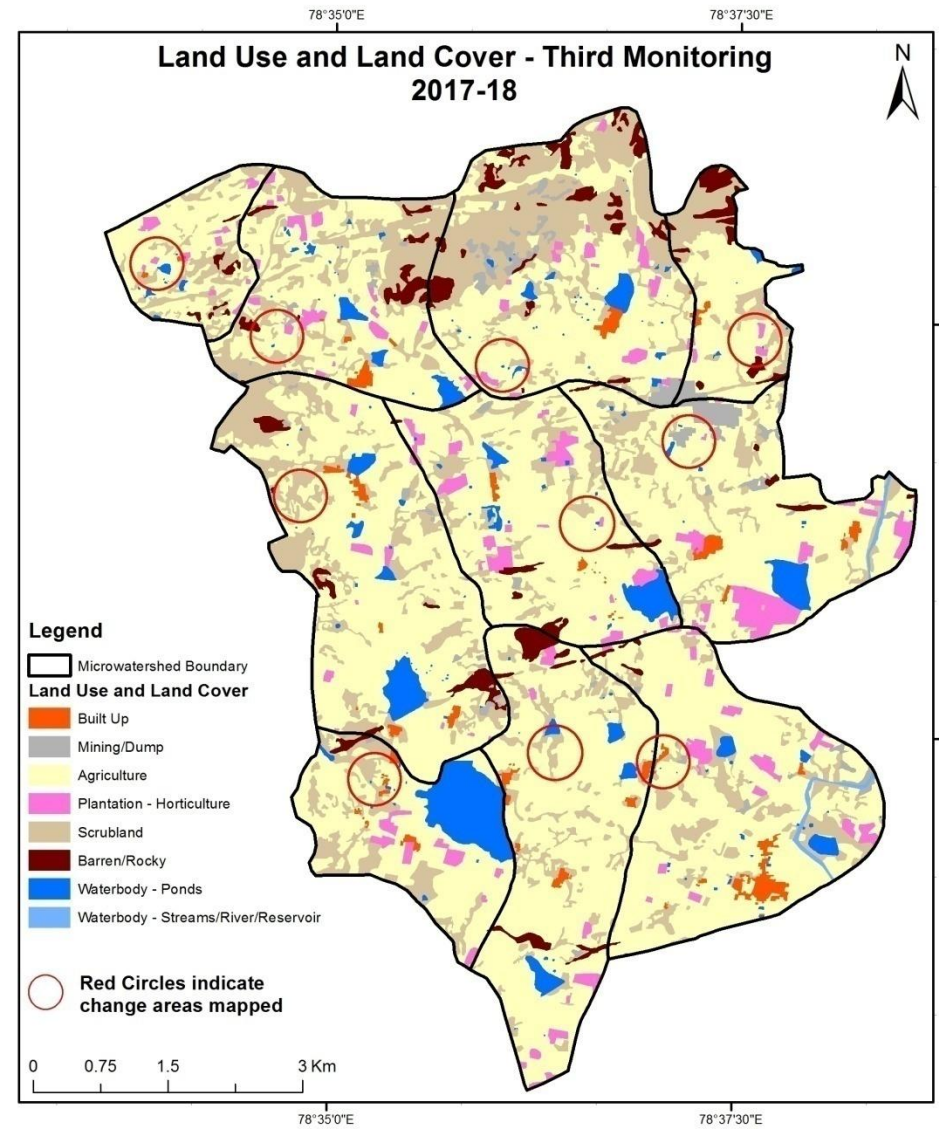 78°35'0"E
78°37'30"E
Land Use and Land Cover - Third Monitoring
2017-18
N
Legend
Microwatershed Boundary
Land Use and Land Cover
Built Up
Mining/Dump
Agriculture
Plantation - Horticulture
Scrubland
Barren/Rocky
Waterbody - Ponds
Waterbody - Streams/River/Reservoir
Red Circles indicate
change areas mapped
0 0.75 1.5 3 Km
78°35'0"E
78°37'30"E